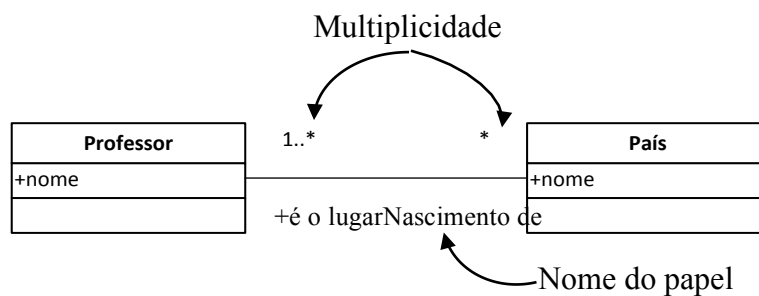 Multiplicidade
1..*
*
Professor
+nome
País
+nome
+é o lugarNascimento de
Nome do papel